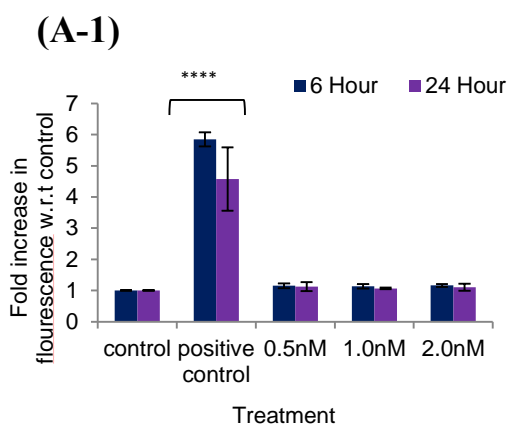 (A-1)
****
6 Hour
24 Hour
7
6
5
4
3
2
1
0
Fold increase in
flourescence w.r.t control
control
positive
control
0.5nM
1.0nM
2.0nM
Treatment